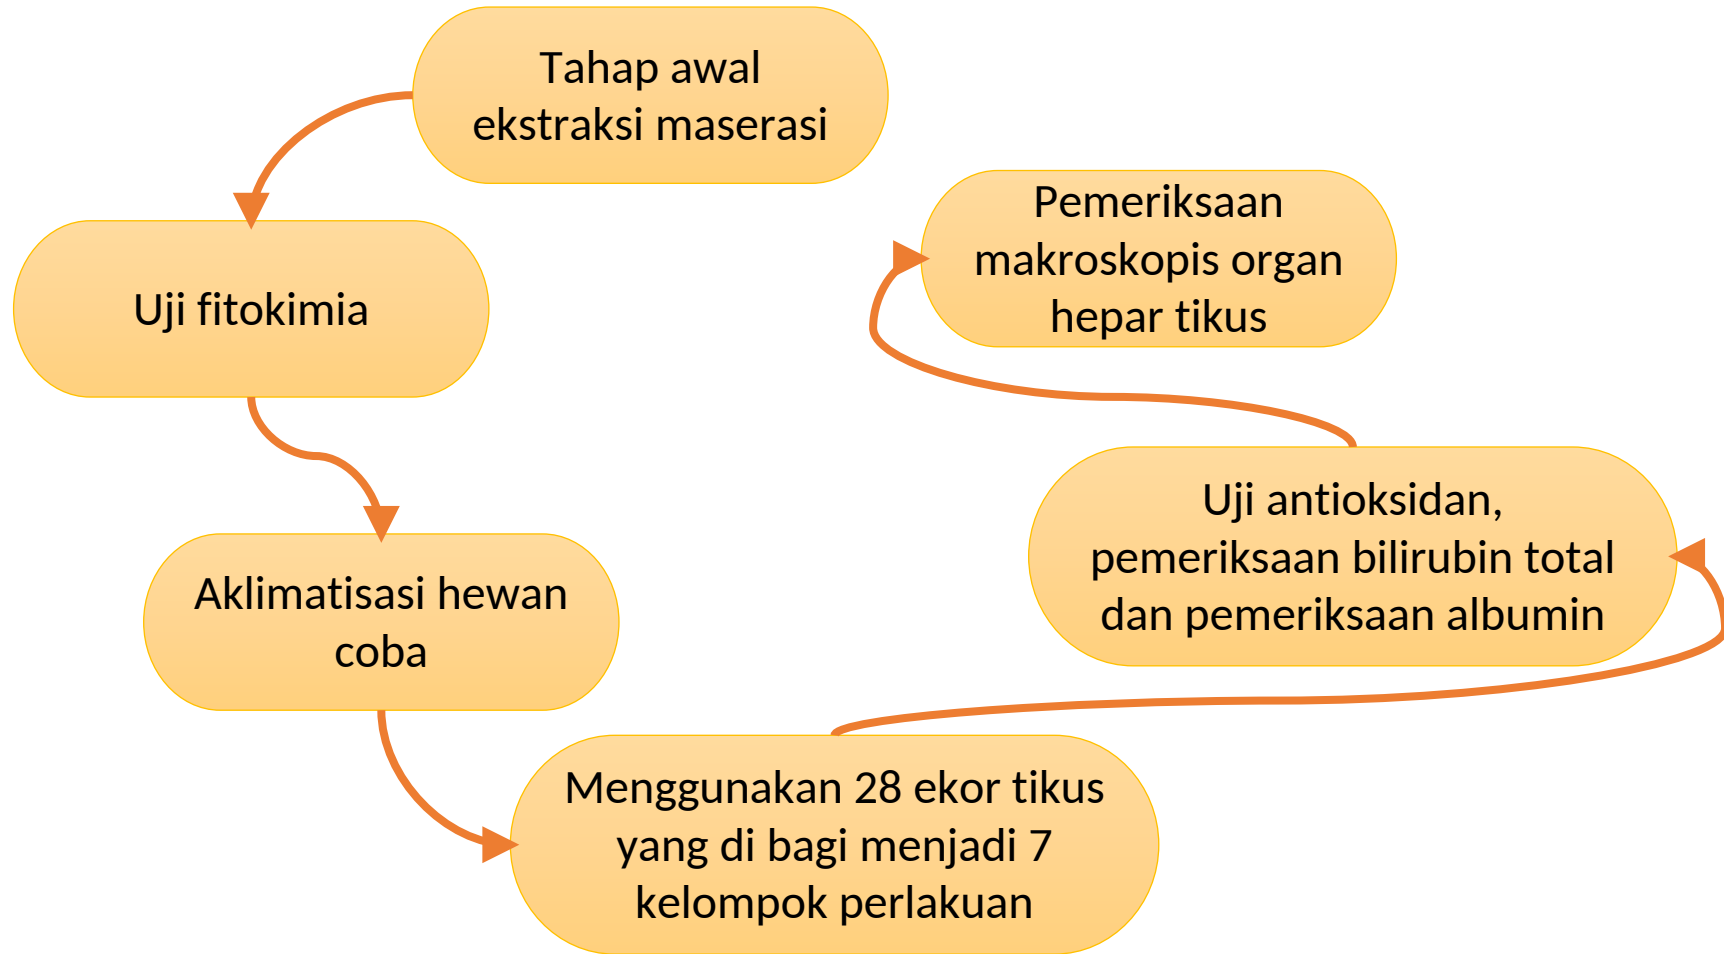 Tahap awal
ekstraksi maserasi
Uji fitokimia
Aklimatisasi hewan
coba
Menggunakan 28 ekor tikus
yang di bagi menjadi 7
kelompok perlakuan
Uji antioksidan,
pemeriksaan bilirubin total
dan pemeriksaan albumin
Pemeriksaan
makroskopis organ
hepar tikus